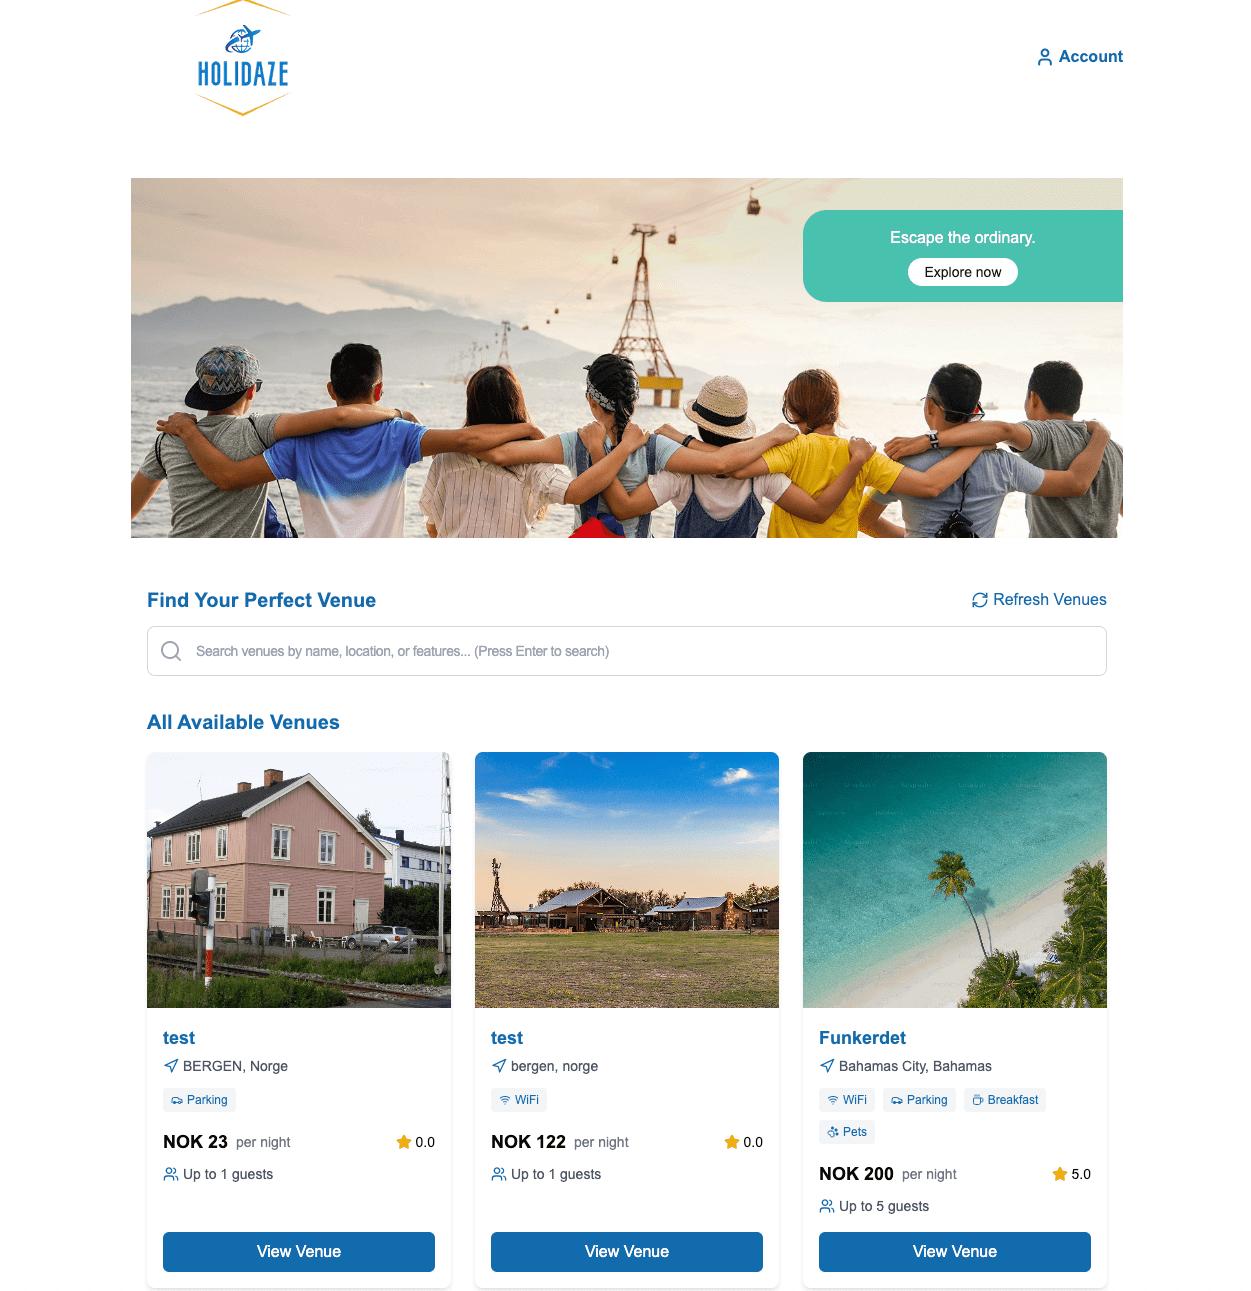 HOLIDAZE
Account
Escape the ordinary.
Explore now
Find Your Perfect Venue
Refresh Venues
Search venues by name, location, or features... (Press Enter to search)
All Available Venues
test
BERGEN, Norge
Parking
NOK 23 per night 0.0
Up to 1 guests
View Venue
test
bergen, norge
WiFi
NOK 122 per night 0.0
Up to 1 guests
View Venue
Funkerdet
Bahamas City, Bahamas
WiFi Parking Breakfast
Pets
NOK 200 per night 5.0
Up to 5 guests
View Venue